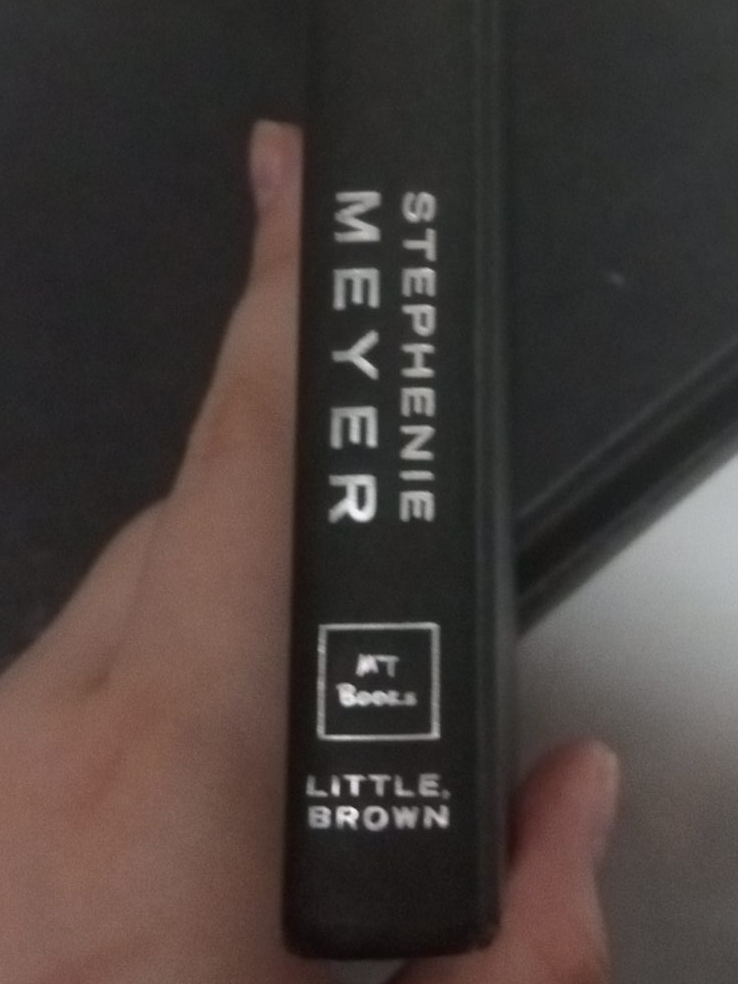 STEPHENIE
MEYER
MT
Books
LITTLE,
BROWN